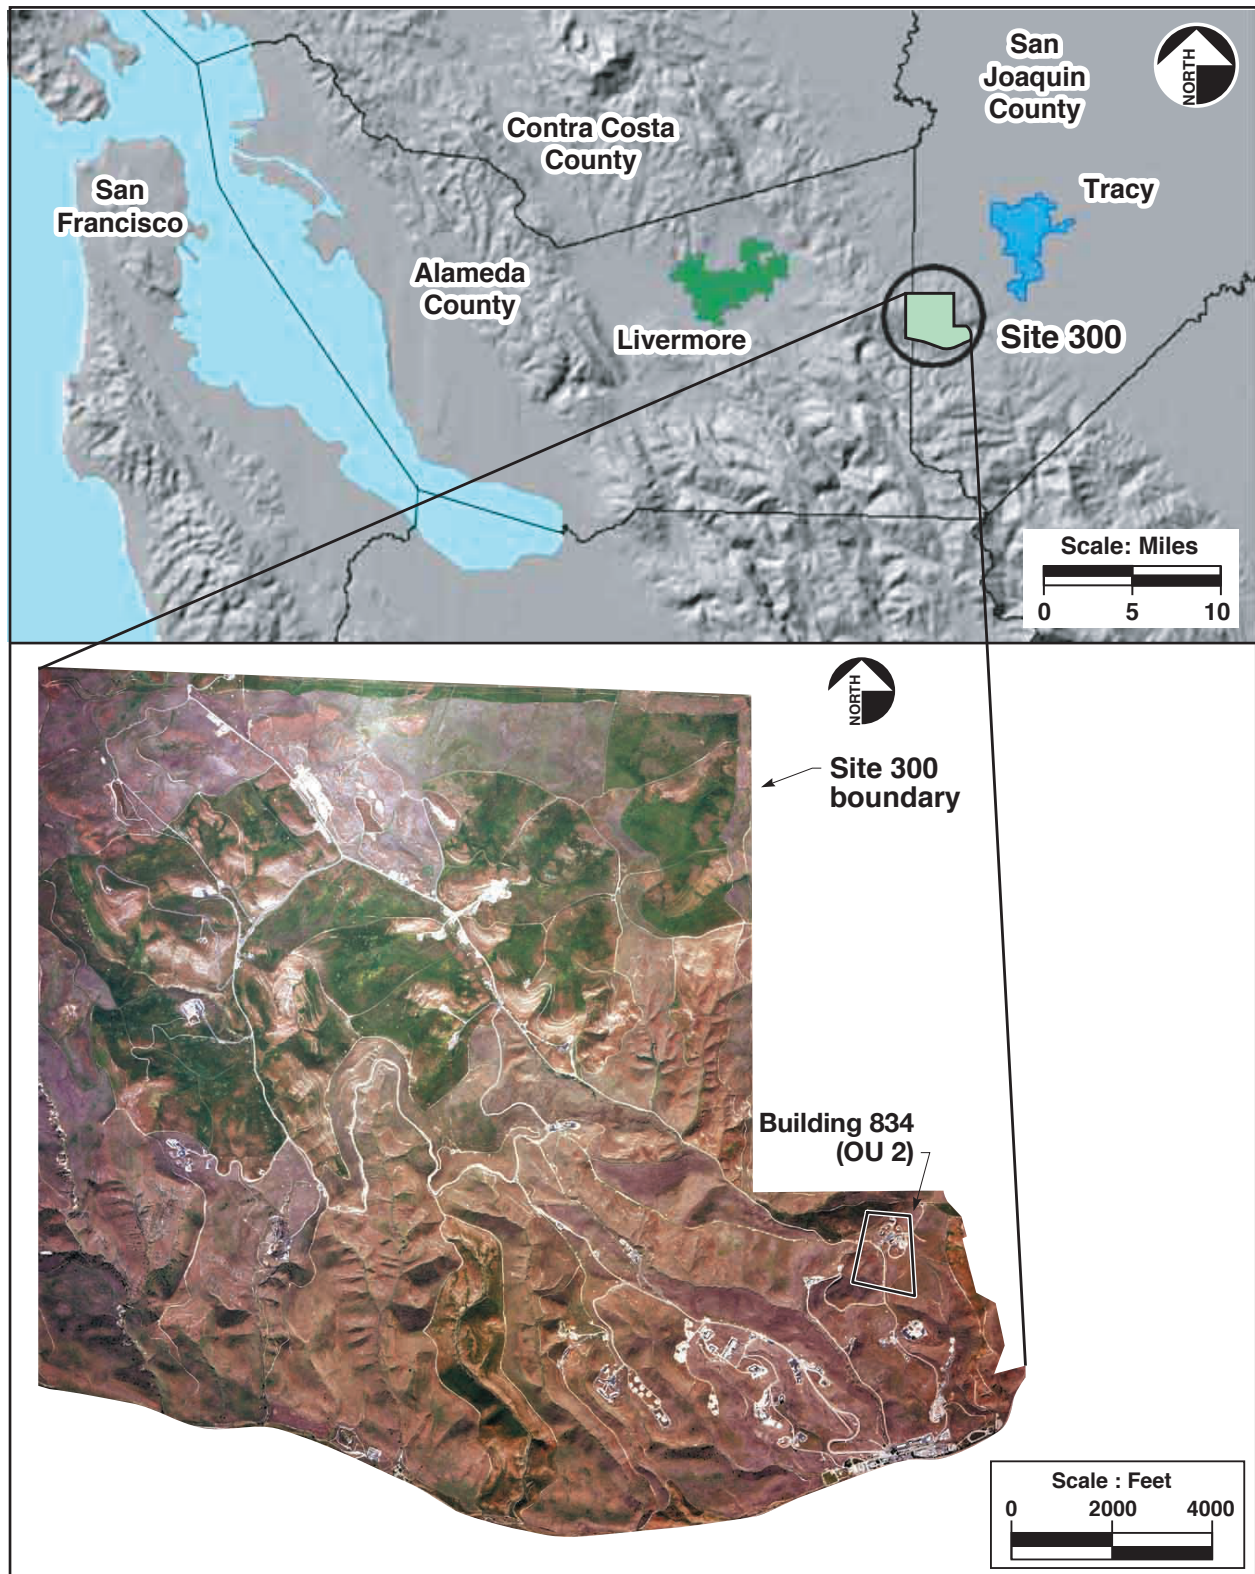 San
Joaquin
County
NORTH
Contra Costa
County
San
Francisco
Tracy
Alameda
County
Livermore
Site 300
Scale: Miles
0 5 10
NORTH
Site 300
boundary
Building 834
(OU 2)
Scale : Feet
0 2000 4000